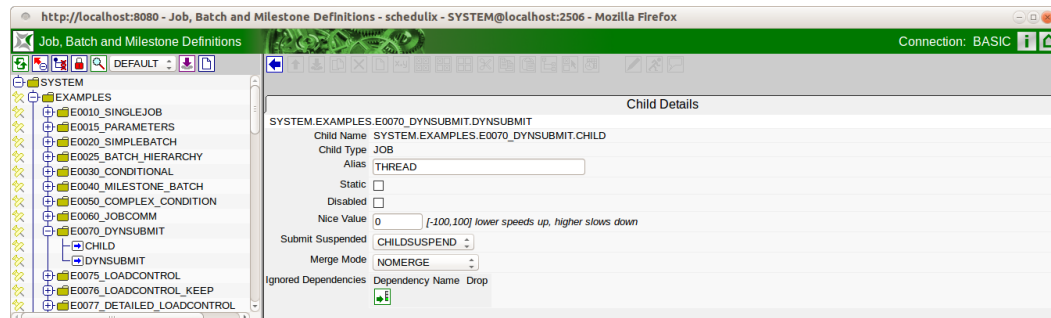 http://localhost:8080 - Job, Batch and Milestone Definitions - schedulix - SYSTEM@localhost:2506 - Mozilla Firefox
Job, Batch and Milestone Definitions
Connection: BASIC
DEFAULT
SYSTEM
EXAMPLES
E0010_SINGLEJOB
E0015_PARAMETERS
E0020_SIMPLEBATCH
E0025_BATCH_HIERARCHY
E0030_CONDITIONAL
E0040_MILESTONE_BATCH
E0050_COMPLEX_CONDITION
E0060_JOBCOMM
E0070_DYNSUBMIT
CHILD
DYNSUBMIT
E0075_LOADCONTROL
E0076_LOADCONTROL_KEEP
E0077_DETAILED_LOADCONTROL
Child Details
SYSTEM.EXAMPLES.E0070_DYNSUBMIT.DYNSUBMIT
Child Name SYSTEM.EXAMPLES.E0070_DYNSUBMIT.CHILD
Child Type JOB
Alias THREAD
Static
Disabled
Nice Value 0 [-100,100] lower speeds up, higher slows down
Submit Suspended CHILDSUSPEND
Merge Mode NOMERGE
Ignored Dependencies Dependency Name Drop